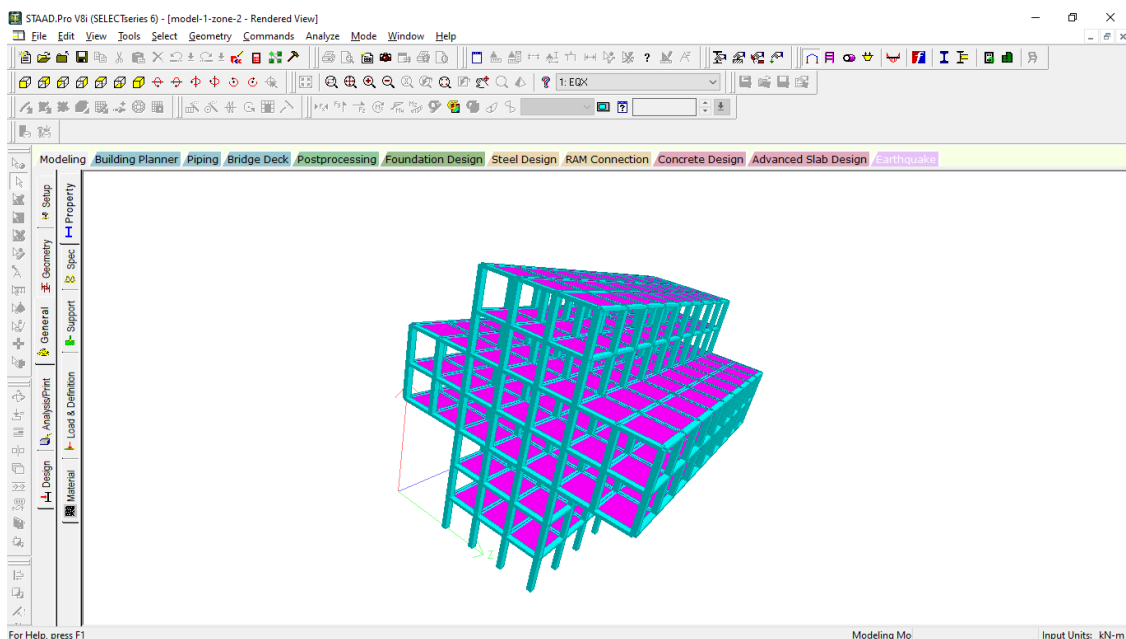 STAAD.Pro V8i (SELECTseries 6) - [model-1-zone-2 - Rendered View]
File Edit View Tools Select Geometry Commands Analyze Mode Window Help
1: EQX
Modeling Building Planner Piping Bridge Deck Postprocessing Foundation Design Steel Design RAM Connection Concrete Design Advanced Slab Design Earthquake
Setup
Geometry
General
Analysis/Print
Design
Property
Spec
Support
Load & Definition
Material
Z
For Help, press F1
Modeling Mo
Input Units: kN-m